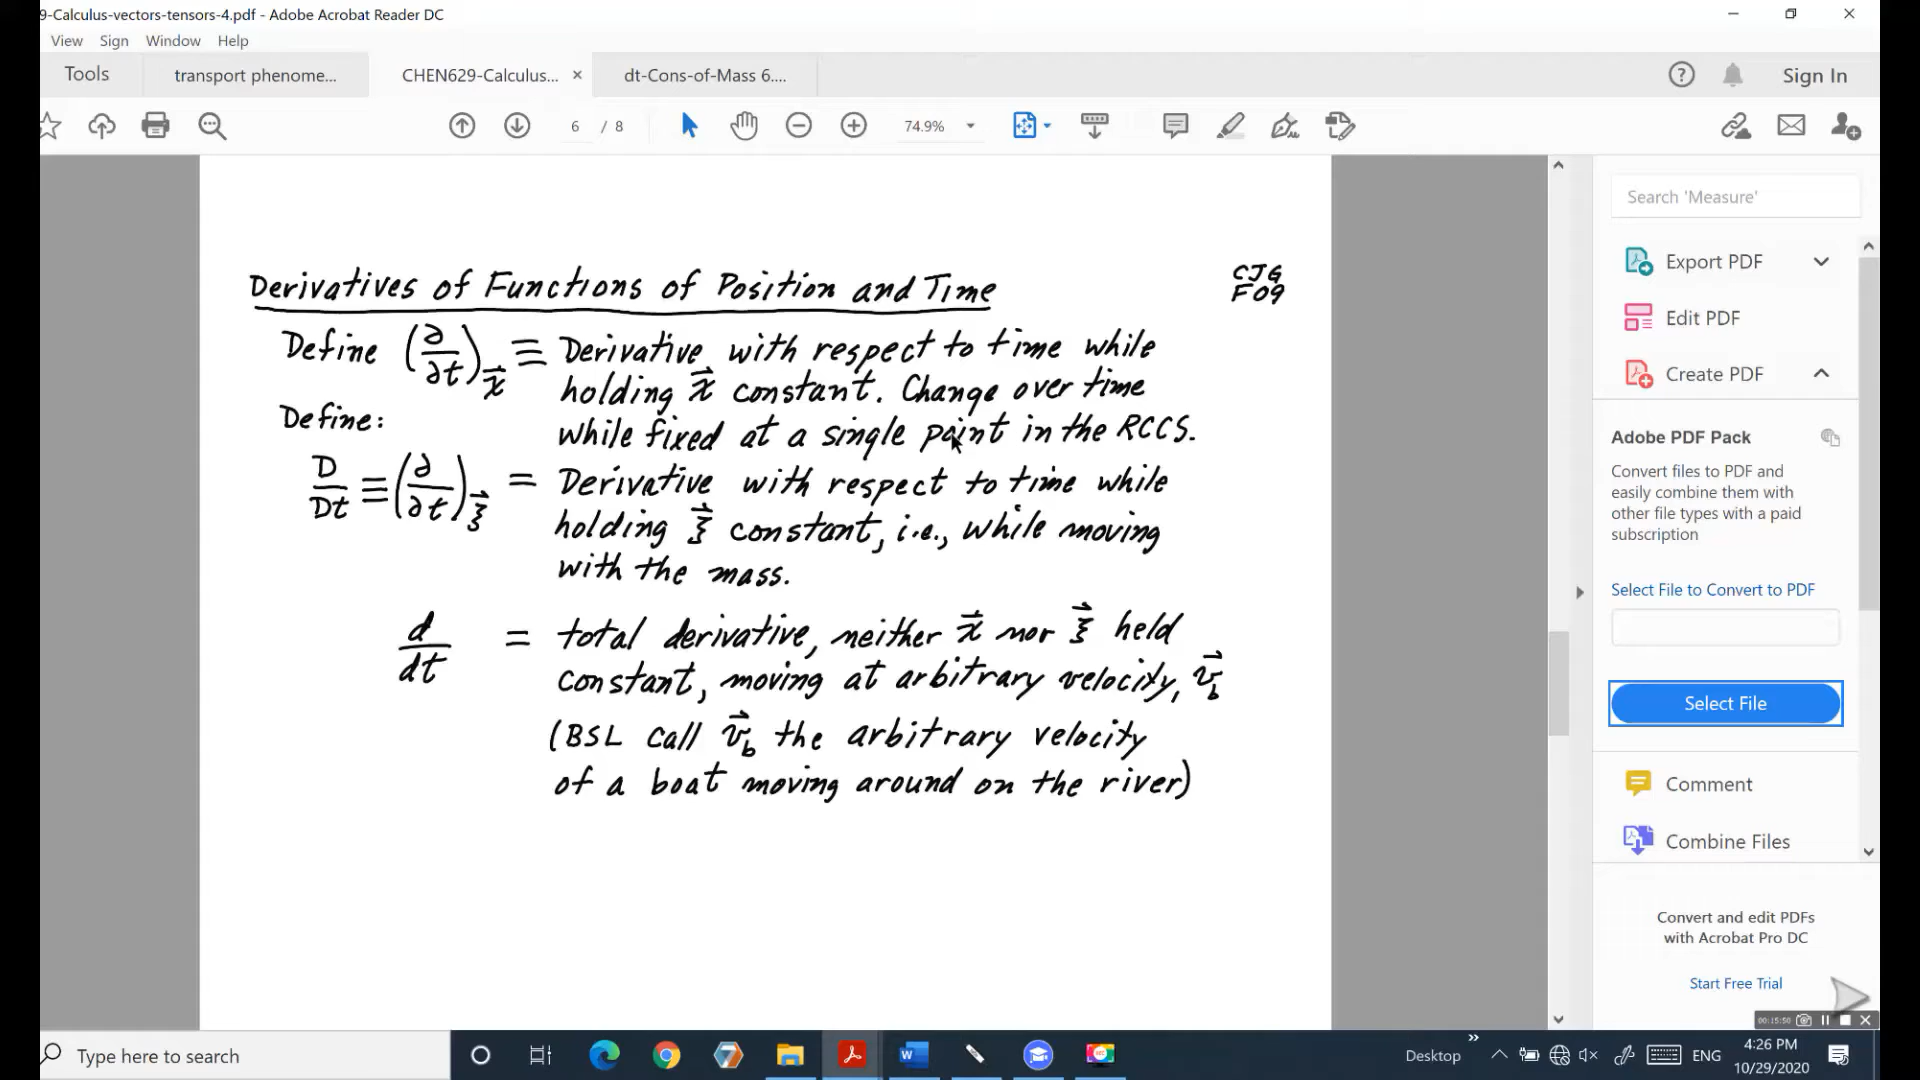 9-Calculus-vectors-tensors-4.pdf - Adobe Acrobat Reader DC
View Sign Window Help
Tools transport phenome... CHEN629-Calculus... × dt-Cons-of-Mass 6.... Sign In
6 / 8 74.9%
Search 'Measure'
Export PDF
Edit PDF
Create PDF
Adobe PDF Pack
Convert files to PDF and
easily combine them with
other file types with a paid
subscription
Select File to Convert to PDF
Select File
Comment
Combine Files
Convert and edit PDFs
with Acrobat Pro DC
Start Free Trial
Derivatives of Functions of Position and Time
CJG
F09
Define (∂/∂t)_x⃗ ≡ Derivative with respect to time while
holding x⃗ constant. Change over time
while fixed at a single point in the RCCS.
Define:
D/Dt ≡ (∂/∂t)_ξ⃗ = Derivative with respect to time while
holding ξ⃗ constant, i.e., while moving
with the mass.
d/dt = total derivative, neither x⃗ nor ξ⃗ held
constant, moving at arbitrary velocity, v⃗_b
(BSL call v⃗_b the arbitrary velocity
of a boat moving around on the river)
00:15:50
Type here to search
Desktop
ENG
4:26 PM
10/29/2020